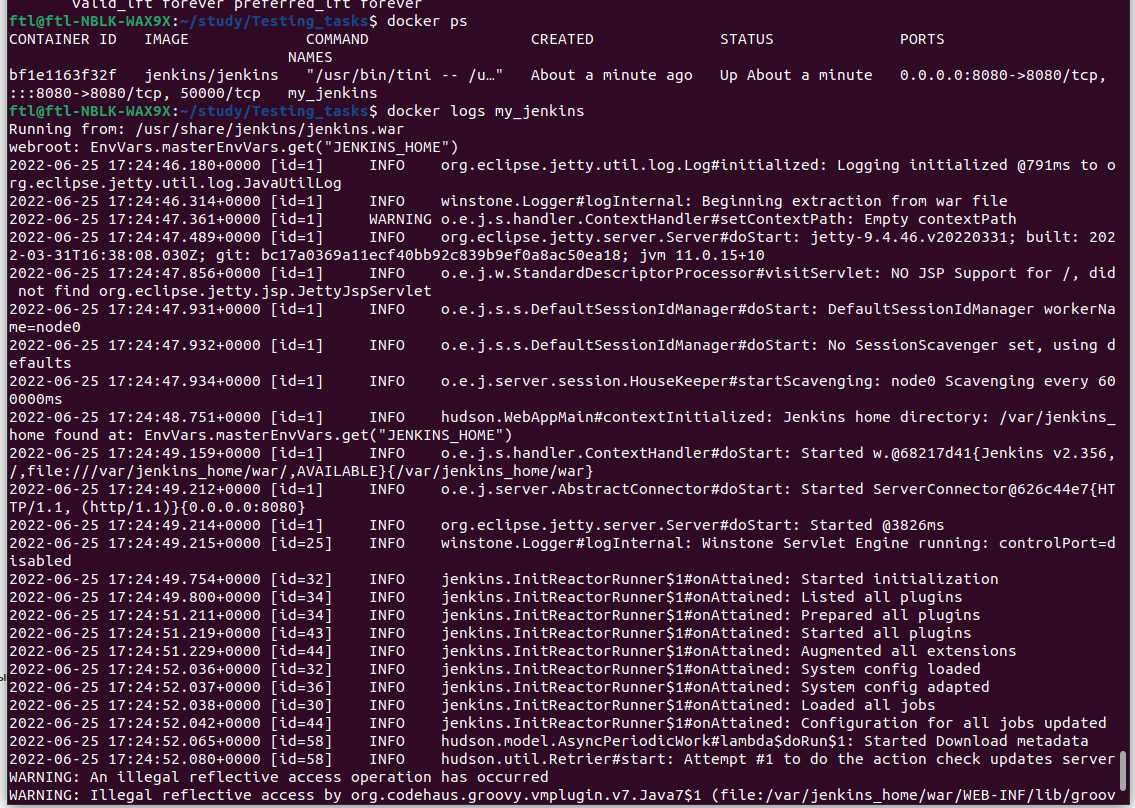 valid_lft forever preferred_lft forever
ftl@ftl-NBLK-WAX9X:~/study/Testing_tasks$ docker ps
CONTAINER ID   IMAGE             COMMAND                  CREATED              STATUS              PORTS
NAMES
bf1e1163f32f   jenkins/jenkins   "/usr/bin/tini -- /u…"   About a minute ago   Up About a minute   0.0.0.0:8080->8080/tcp,
:::8080->8080/tcp, 50000/tcp   my_jenkins
ftl@ftl-NBLK-WAX9X:~/study/Testing_tasks$ docker logs my_jenkins
Running from: /usr/share/jenkins/jenkins.war
webroot: EnvVars.masterEnvVars.get("JENKINS_HOME")
2022-06-25 17:24:46.180+0000 [id=1]     INFO    org.eclipse.jetty.util.log.Log#initialized: Logging initialized @791ms to o
rg.eclipse.jetty.util.log.JavaUtilLog
2022-06-25 17:24:46.314+0000 [id=1]     INFO    winstone.Logger#logInternal: Beginning extraction from war file
2022-06-25 17:24:47.361+0000 [id=1]     WARNING o.e.j.s.handler.ContextHandler#setContextPath: Empty contextPath
2022-06-25 17:24:47.489+0000 [id=1]     INFO    org.eclipse.jetty.server.Server#doStart: jetty-9.4.46.v20220331; built: 202
2-03-31T16:38:08.030Z; git: bc17a0369a11ecf40bb92c839b9ef0a8ac50ea18; jvm 11.0.15+10
2022-06-25 17:24:47.856+0000 [id=1]     INFO    o.e.j.w.StandardDescriptorProcessor#visitServlet: NO JSP Support for /, did
not find org.eclipse.jetty.jsp.JettyJspServlet
2022-06-25 17:24:47.931+0000 [id=1]     INFO    o.e.j.s.s.DefaultSessionIdManager#doStart: DefaultSessionIdManager workerNa
me=node0
2022-06-25 17:24:47.932+0000 [id=1]     INFO    o.e.j.s.s.DefaultSessionIdManager#doStart: No SessionScavenger set, using d
efaults
2022-06-25 17:24:47.934+0000 [id=1]     INFO    o.e.j.server.session.HouseKeeper#startScavenging: node0 Scavenging every 60
0000ms
2022-06-25 17:24:48.751+0000 [id=1]     INFO    hudson.WebAppMain#contextInitialized: Jenkins home directory: /var/jenkins_
home found at: EnvVars.masterEnvVars.get("JENKINS_HOME")
2022-06-25 17:24:49.159+0000 [id=1]     INFO    o.e.j.s.handler.ContextHandler#doStart: Started w.@68217d41{Jenkins v2.356,
/,file:///var/jenkins_home/war/,AVAILABLE}{/var/jenkins_home/war}
2022-06-25 17:24:49.212+0000 [id=1]     INFO    o.e.j.server.AbstractConnector#doStart: Started ServerConnector@626c44e7{HT
TP/1.1, (http/1.1)}{0.0.0.0:8080}
2022-06-25 17:24:49.214+0000 [id=1]     INFO    org.eclipse.jetty.server.Server#doStart: Started @3826ms
2022-06-25 17:24:49.215+0000 [id=25]    INFO    winstone.Logger#logInternal: Winstone Servlet Engine running: controlPort=d
isabled
2022-06-25 17:24:49.754+0000 [id=32]    INFO    jenkins.InitReactorRunner$1#onAttained: Started initialization
2022-06-25 17:24:49.800+0000 [id=34]    INFO    jenkins.InitReactorRunner$1#onAttained: Listed all plugins
2022-06-25 17:24:51.211+0000 [id=34]    INFO    jenkins.InitReactorRunner$1#onAttained: Prepared all plugins
2022-06-25 17:24:51.219+0000 [id=43]    INFO    jenkins.InitReactorRunner$1#onAttained: Started all plugins
2022-06-25 17:24:51.229+0000 [id=44]    INFO    jenkins.InitReactorRunner$1#onAttained: Augmented all extensions
2022-06-25 17:24:52.036+0000 [id=32]    INFO    jenkins.InitReactorRunner$1#onAttained: System config loaded
2022-06-25 17:24:52.037+0000 [id=36]    INFO    jenkins.InitReactorRunner$1#onAttained: System config adapted
2022-06-25 17:24:52.038+0000 [id=30]    INFO    jenkins.InitReactorRunner$1#onAttained: Loaded all jobs
2022-06-25 17:24:52.042+0000 [id=44]    INFO    jenkins.InitReactorRunner$1#onAttained: Configuration for all jobs updated
2022-06-25 17:24:52.065+0000 [id=58]    INFO    hudson.model.AsyncPeriodicWork#lambda$doRun$1: Started Download metadata
2022-06-25 17:24:52.080+0000 [id=58]    INFO    hudson.util.Retrier#start: Attempt #1 to do the action check updates server
WARNING: An illegal reflective access operation has occurred
WARNING: Illegal reflective access by org.codehaus.groovy.vmplugin.v7.Java7$1 (file:/var/jenkins_home/war/WEB-INF/lib/groov